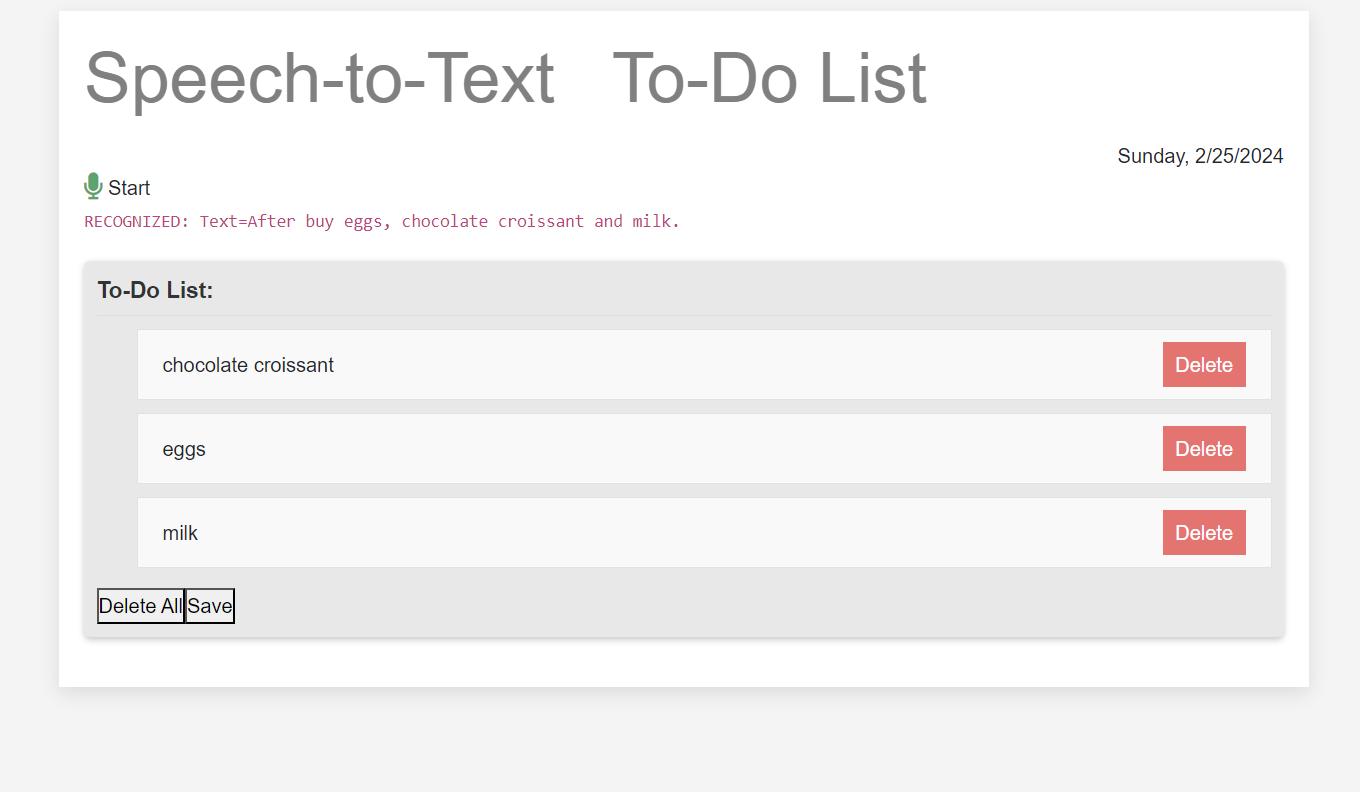 Speech-to-Text To-Do List
Sunday, 2/25/2024
Start
RECOGNIZED: Text=After buy eggs, chocolate croissant and milk.
To-Do List:
chocolate croissant Delete
eggs Delete
milk Delete
Delete All Save